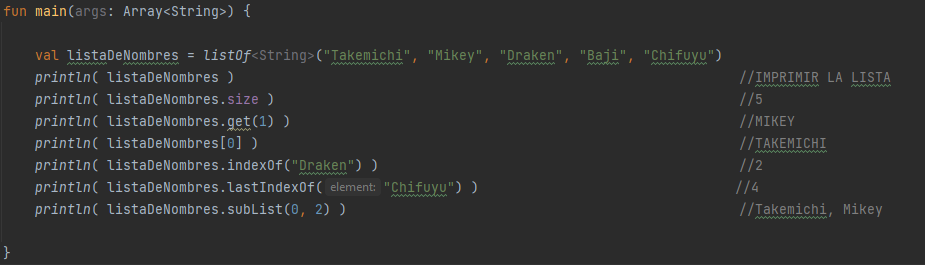 fun main(args: Array<String>) {
val listaDeNombres = listOf<String>("Takemichi", "Mikey", "Draken", "Baji", "Chifuyu")
println( listaDeNombres ) //IMPRIMIR LA LISTA
println( listaDeNombres.size ) //5
println( listaDeNombres.get(1) ) //MIKEY
println( listaDeNombres[0] ) //TAKEMICHI
println( listaDeNombres.indexOf("Draken") ) //2
println( listaDeNombres.lastIndexOf( element: "Chifuyu") ) //4
println( listaDeNombres.subList(0, 2) ) //Takemichi, Mikey
}